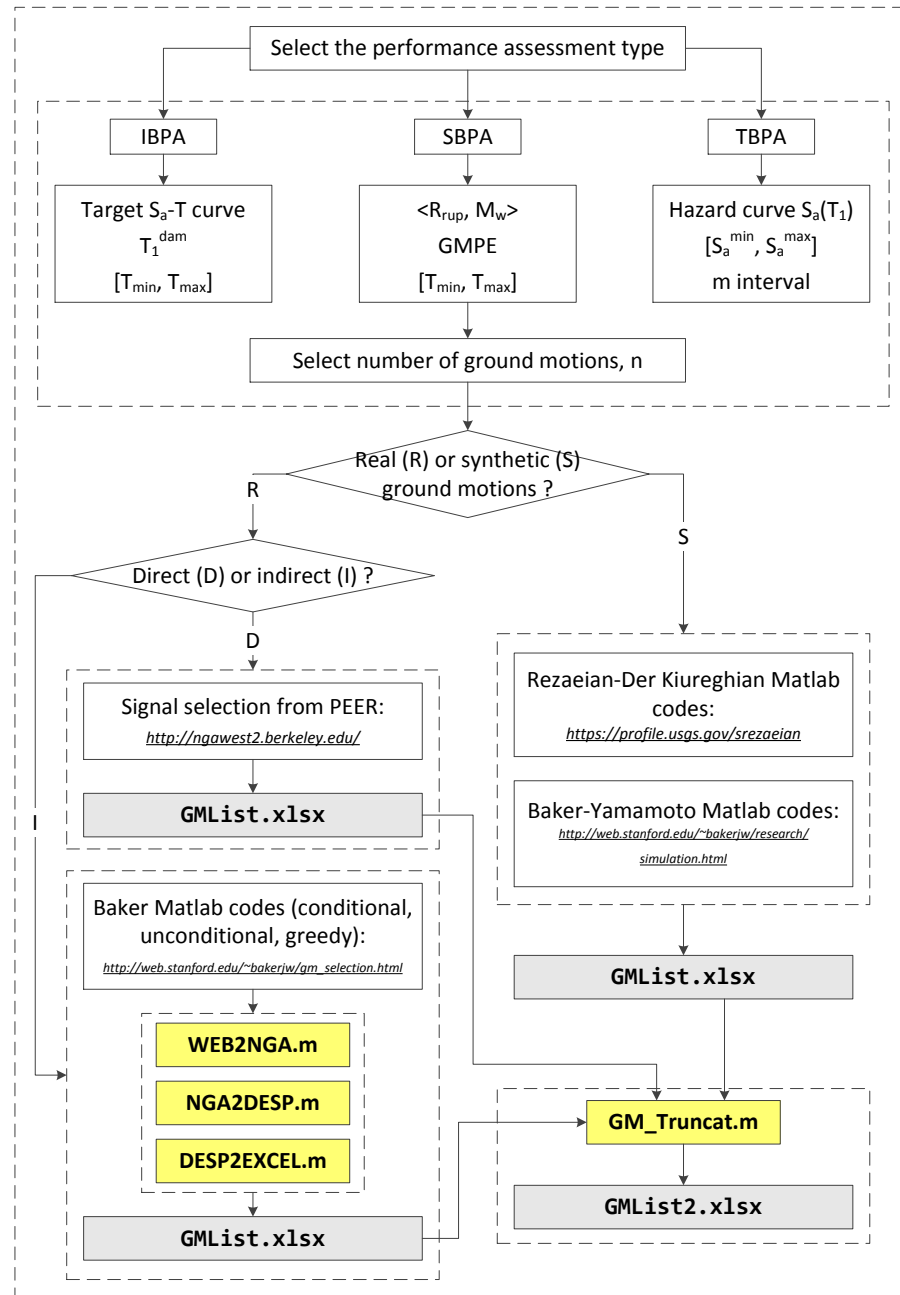 Select the performance assessment type
IBPA
SBPA
TBPA
Target Sa-T curve
T1dam
[Tmin, Tmax]
<Rrup, Mw>
GMPE
[Tmin, Tmax]
Hazard curve Sa(T1)
[Samin, Samax]
m interval
Select number of ground motions, n
Real (R) or synthetic (S)
ground motions ?
R
S
Direct (D) or indirect (I) ?
D
I
Signal selection from PEER:
http://ngawest2.berkeley.edu/
GMList.xlsx
Rezaeian-Der Kiureghian Matlab
codes:
https://profile.usgs.gov/srezaeian
Baker-Yamamoto Matlab codes:
http://web.stanford.edu/~bakerjw/research/
simulation.html
GMList.xlsx
Baker Matlab codes (conditional,
unconditional, greedy):
http://web.stanford.edu/~bakerjw/gm_selection.html
WEB2NGA.m
NGA2DESP.m
DESP2EXCEL.m
GMList.xlsx
GM_Truncat.m
GMList2.xlsx